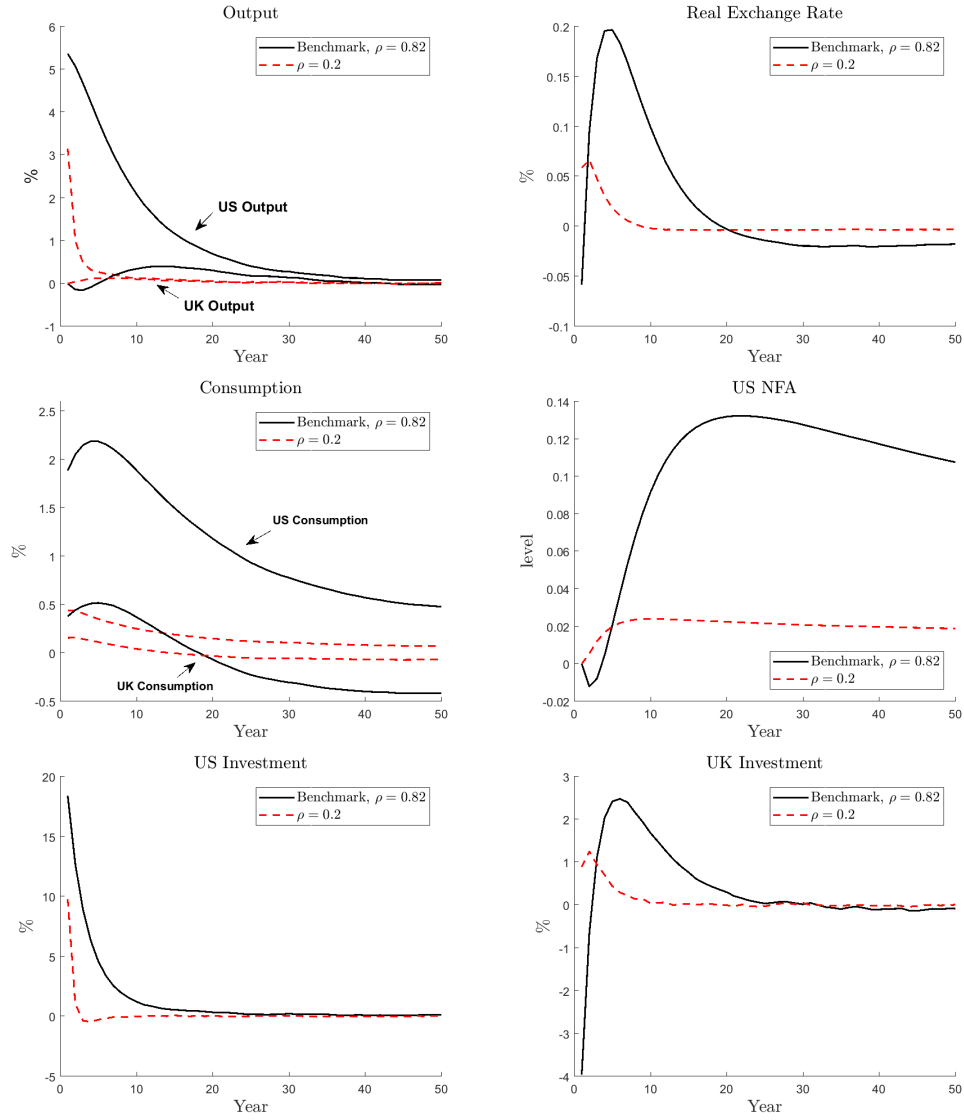 Output
6
5
4
3
2
1
0
-1
%
Benchmark, ρ = 0.82
ρ = 0.2
US Output
UK Output
0 10 20 30 40 50
Year
Real Exchange Rate
0.2
0.15
0.1
0.05
0
-0.05
-0.1
%
Benchmark, ρ = 0.82
ρ = 0.2
0 10 20 30 40 50
Year
Consumption
2.5
2
1.5
1
0.5
0
-0.5
%
Benchmark, ρ = 0.82
ρ = 0.2
US Consumption
UK Consumption
0 10 20 30 40 50
Year
US NFA
0.14
0.12
0.1
0.08
0.06
0.04
0.02
0
-0.02
level
Benchmark, ρ = 0.82
ρ = 0.2
0 10 20 30 40 50
Year
US Investment
20
15
10
5
0
-5
%
Benchmark, ρ = 0.82
ρ = 0.2
0 10 20 30 40 50
Year
UK Investment
3
2
1
0
-1
-2
-3
-4
%
Benchmark, ρ = 0.82
ρ = 0.2
0 10 20 30 40 50
Year